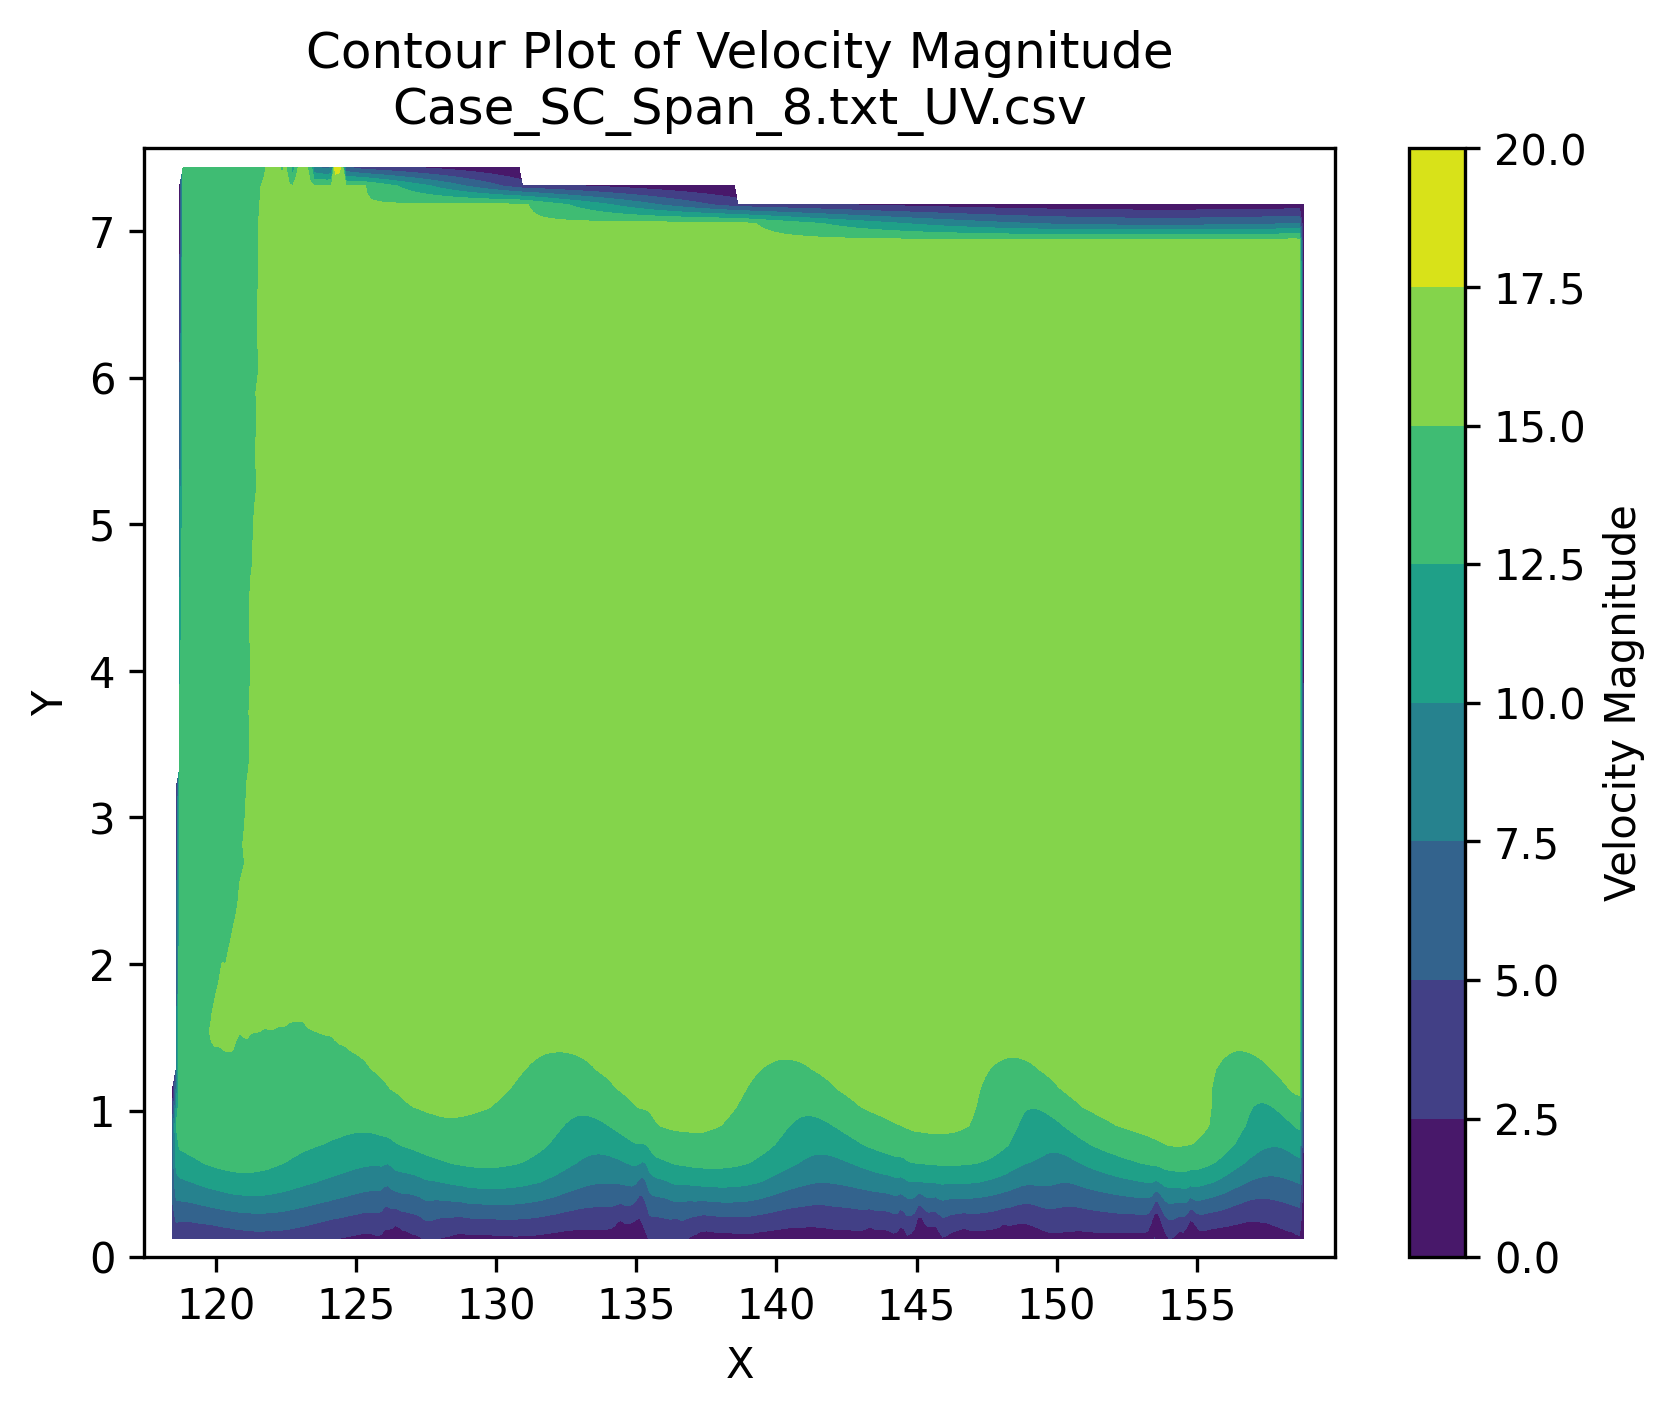 Contour Plot of Velocity Magnitude
Case_SC_Span_8.txt_UV.csv
7
6
5
4
3
2
1
0
Y
120 125 130 135 140 145 150 155
X
20.0
17.5
15.0
12.5
10.0
7.5
5.0
2.5
0.0
Velocity Magnitude